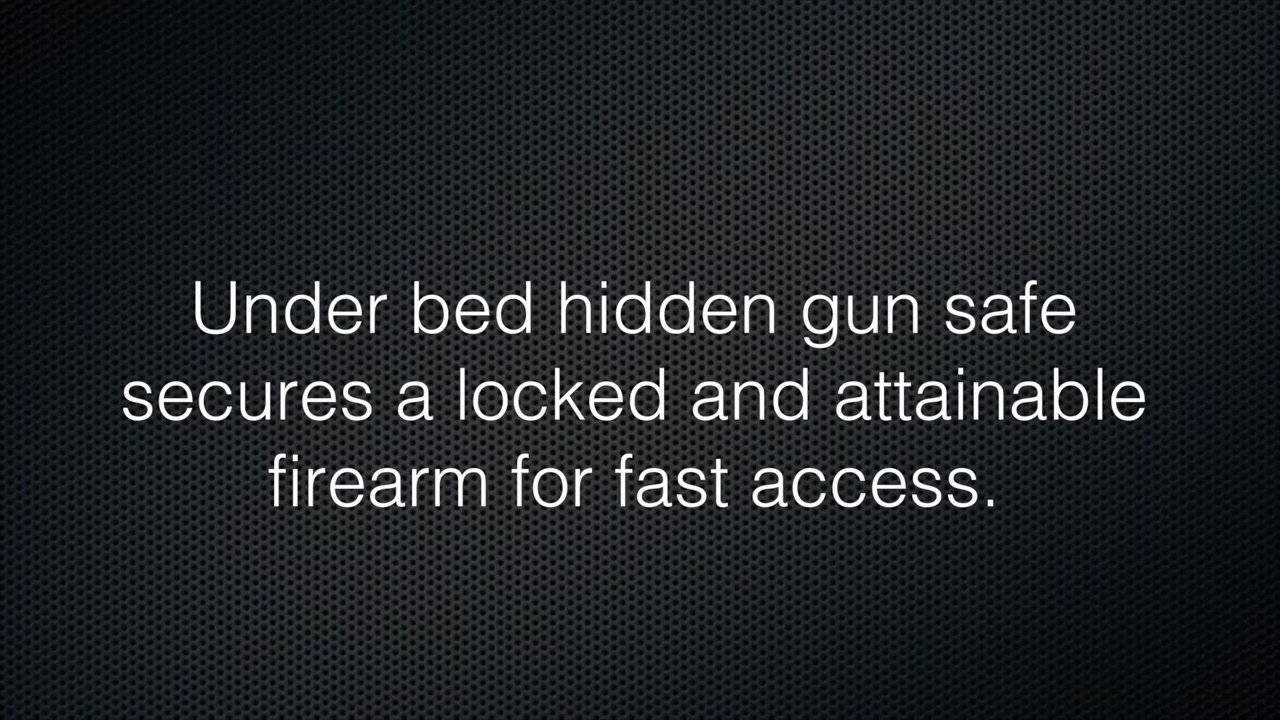 Under bed hidden gun safe
secures a locked and attainable
firearm for fast access.